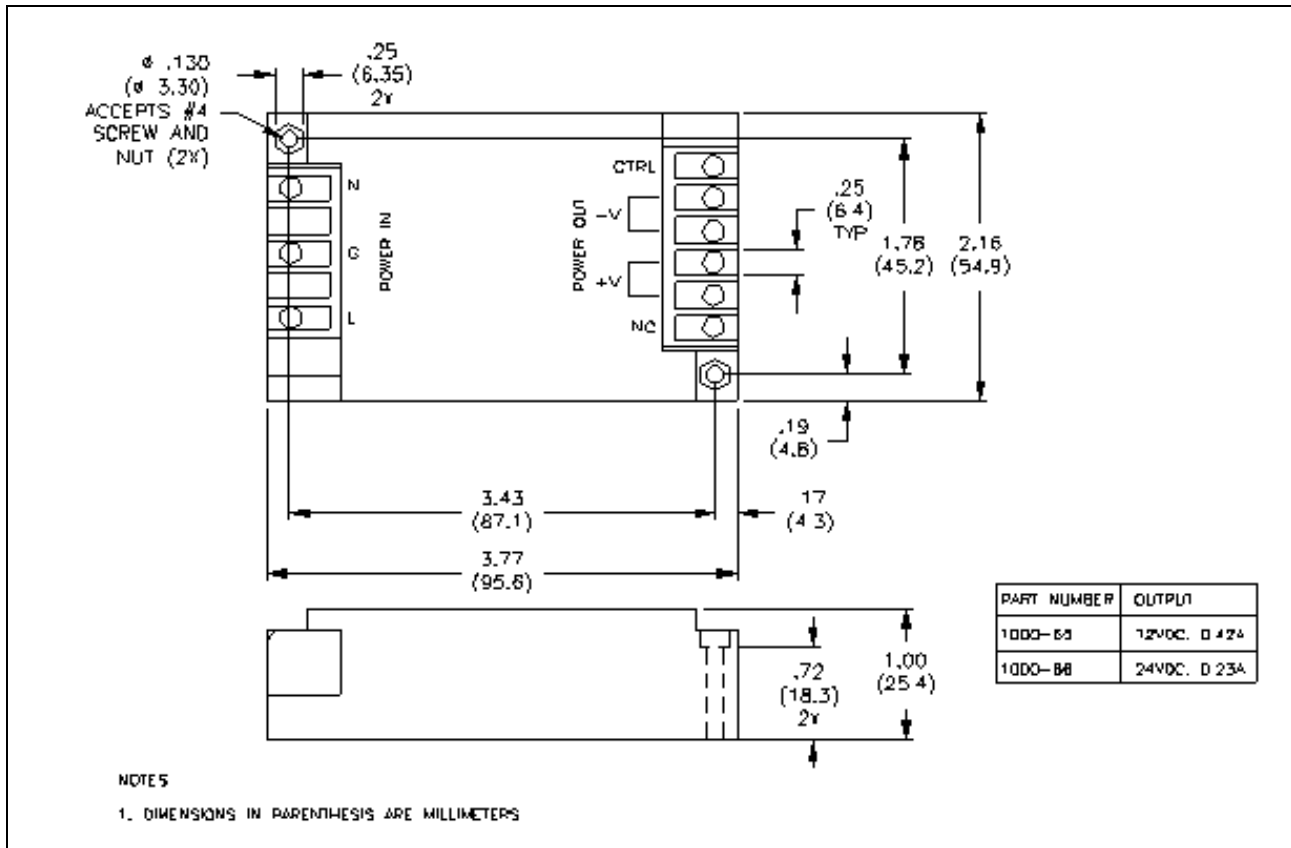 ø .130
(ø 3.30)
ACCEPTS #4
SCREW AND
NUT (2X)
.25
(6.35)
2X
N
G
L
POWER IN
CTRL
-V
+V
NC
POWER OUT
.25
(6.4)
TYP
1.78
(45.2)
2.16
(54.9)
.19
(4.8)
3.43
(87.1)
.17
(4.3)
3.77
(95.8)
.72
(18.3)
2X
1.00
(25.4)
PART NUMBER OUTPUT
12VDC, 0.42A
24VDC, 0.23A
NOTES
1. DIMENSIONS IN PARENTHESIS ARE MILLIMETERS